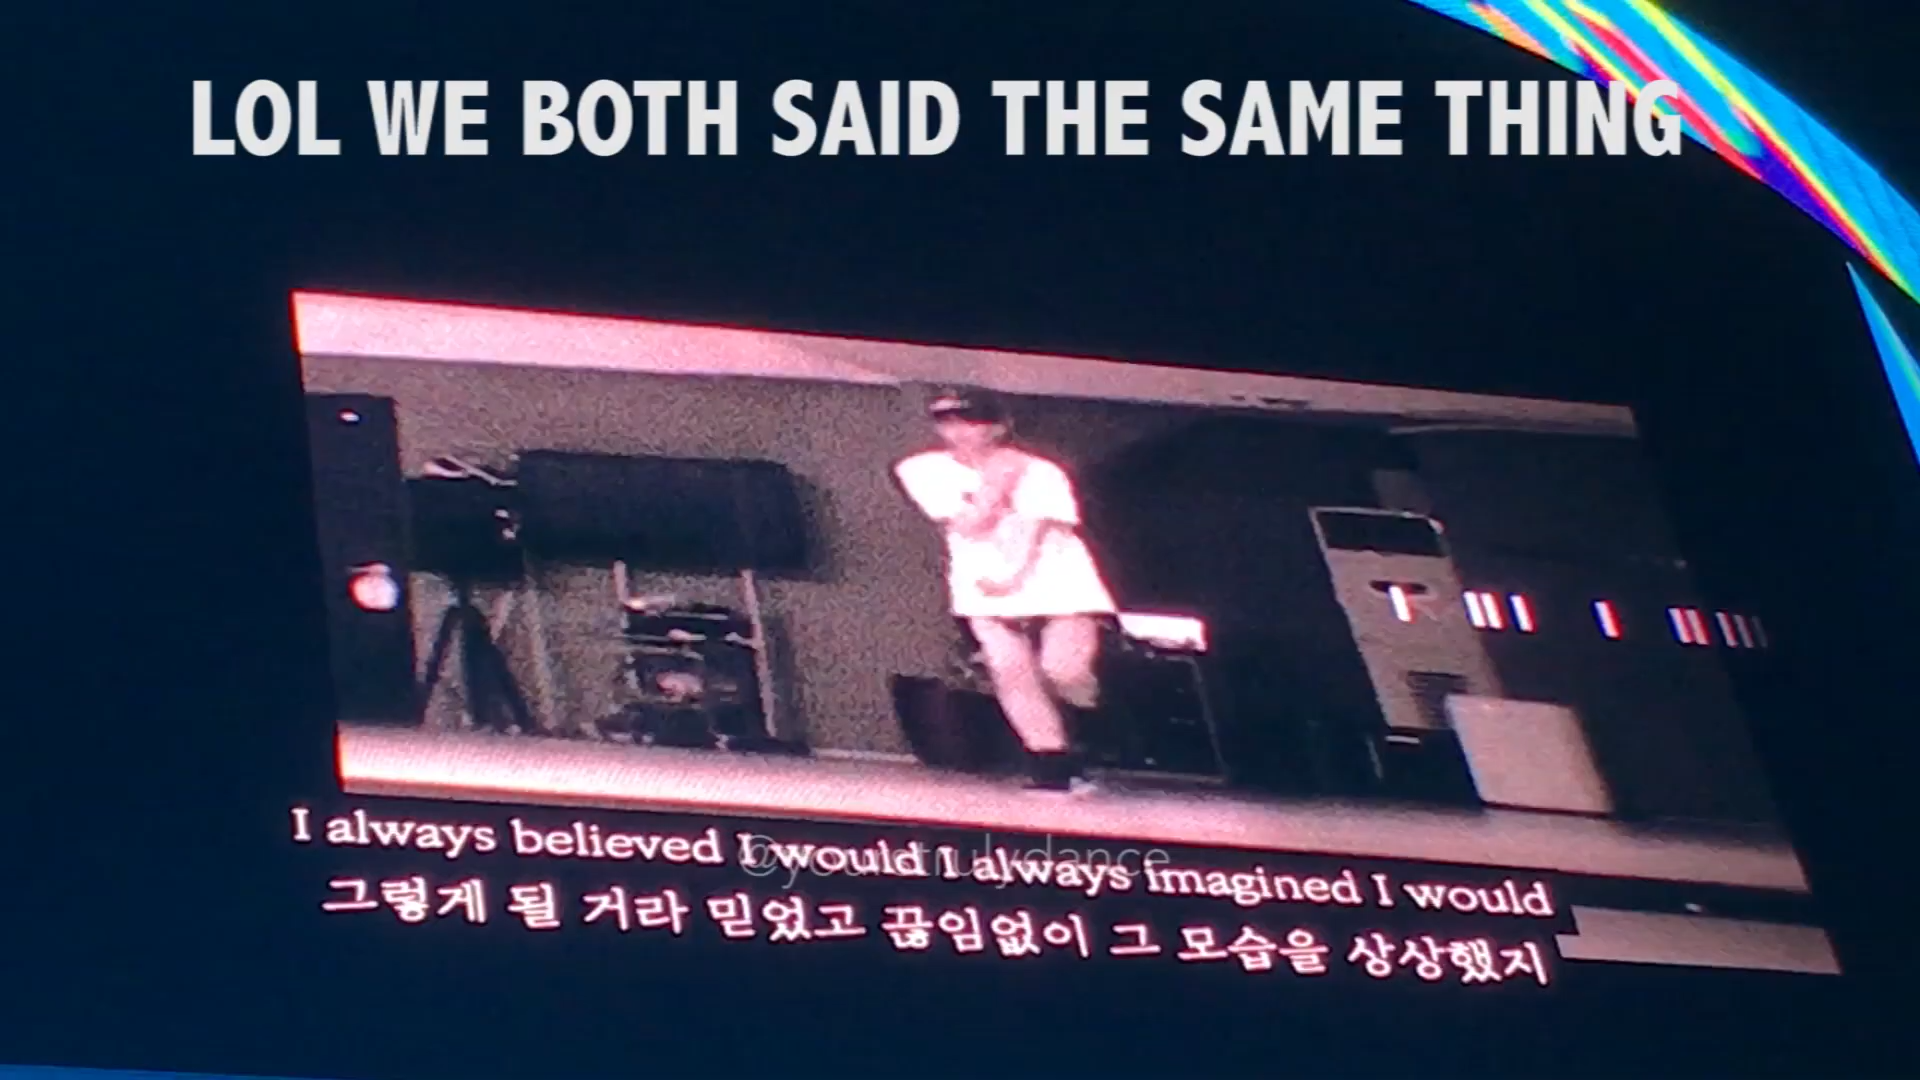 LOL WE BOTH SAID THE SAME THING
I always believed I would I always imagined I would
그렇게 될 거라 믿었고 끊임없이 그 모습을 상상했지
@yourstrulydance